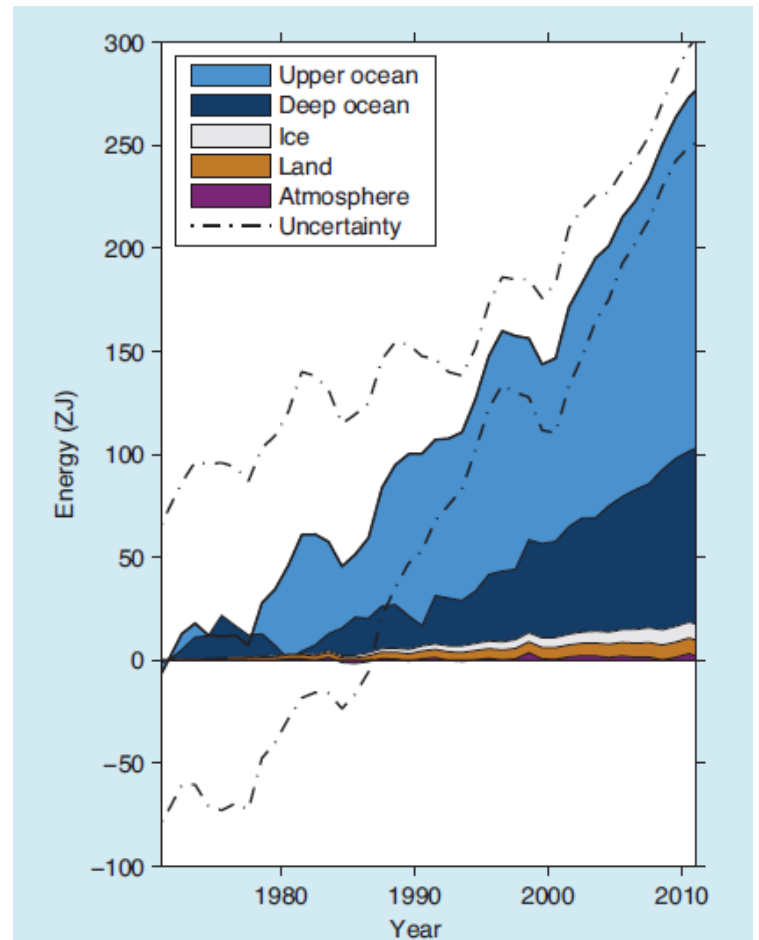 300
250
200
150
100
50
0
−50
−100
Energy (ZJ)
Upper ocean
Deep ocean
Ice
Land
Atmosphere
Uncertainty
1980
1990
2000
2010
Year